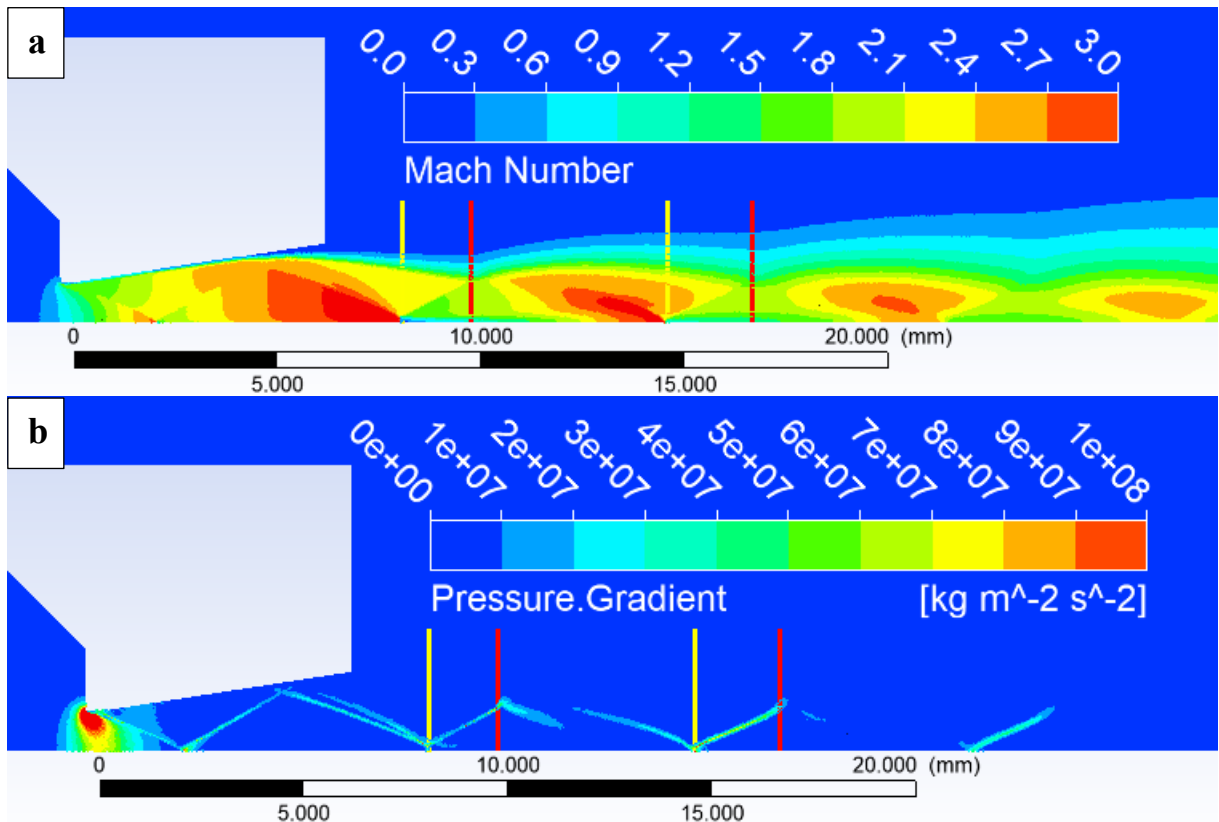 a
0.0 0.3 0.6 0.9 1.2 1.5 1.8 2.1 2.4 2.7 3.0
Mach Number
0 10.000 20.000 (mm)
5.000 15.000
b
0e+00 1e+07 2e+07 3e+07 4e+07 5e+07 6e+07 7e+07 8e+07 9e+07 1e+08
Pressure.Gradient [kg m^-2 s^-2]
0 10.000 20.000 (mm)
5.000 15.000